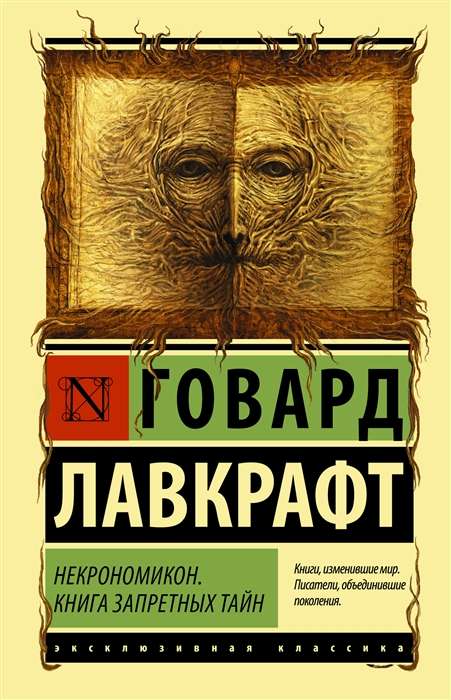 N
ГОВАРД
ЛАВКРАФТ
НЕКРОНОМИКОН.
КНИГА ЗАПРЕТНЫХ ТАЙН
Книги, изменившие мир.
Писатели, объединившие
поколения.
эксклюзивная классика